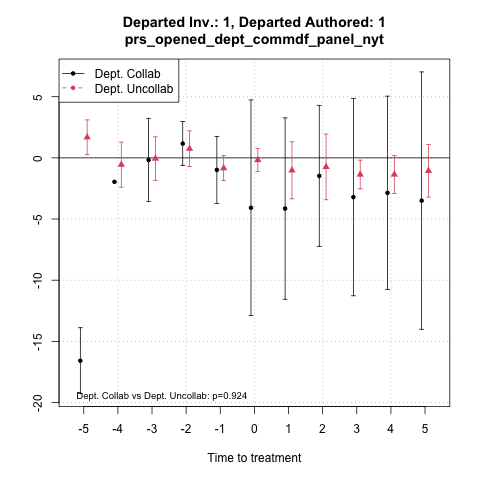 Departed Inv.: 1, Departed Authored: 1
prs_opened_dept_commdf_panel_nyt
Dept. Collab
Dept. Uncollab
5
0
-5
-10
-15
-20
Dept. Collab vs Dept. Uncollab: p=0.924
-5 -4 -3 -2 -1 0 1 2 3 4 5
Time to treatment